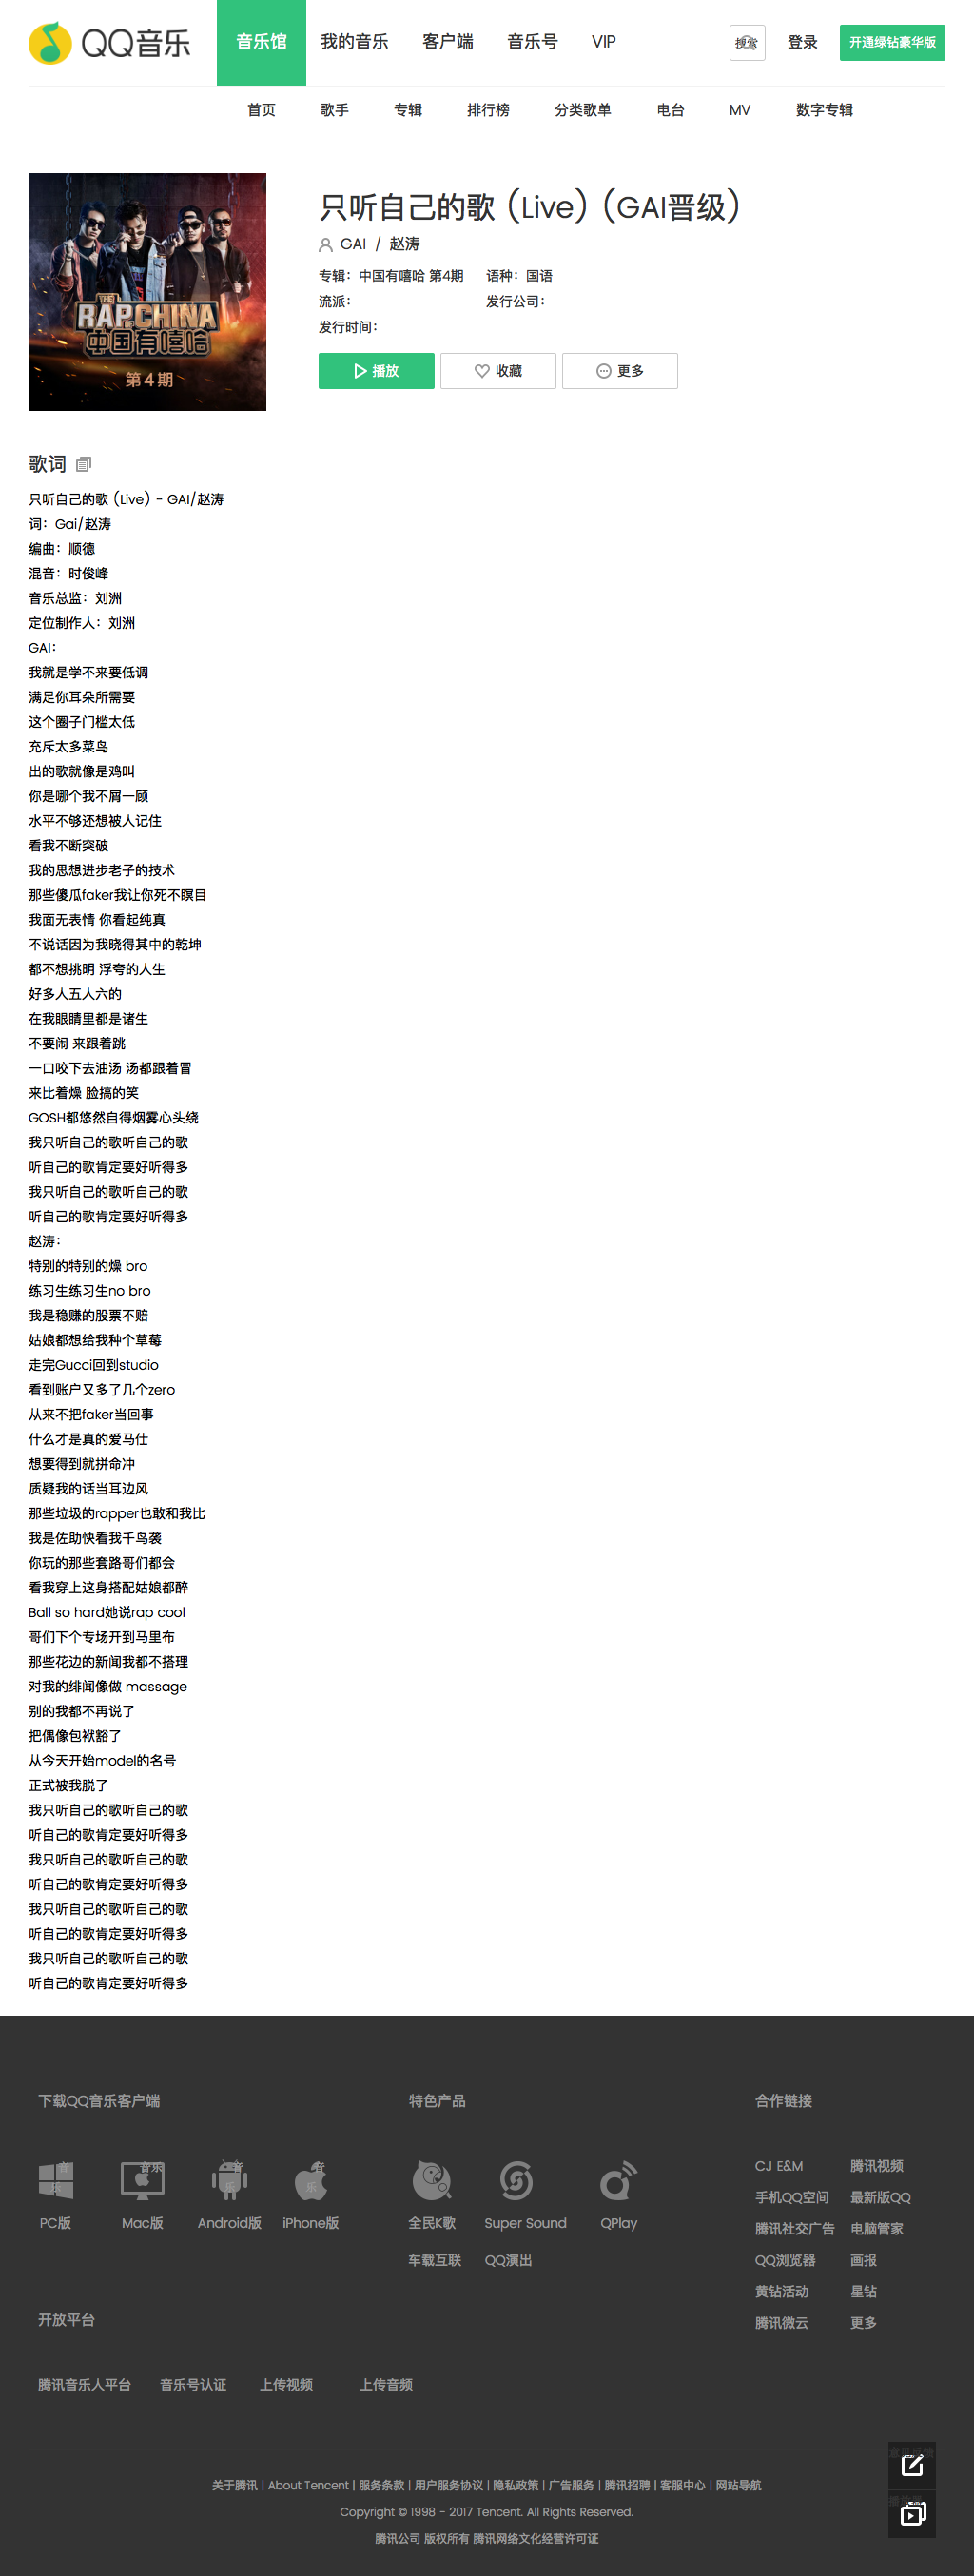 QQ音乐
音乐馆 我的音乐 客户端 音乐号 VIP 搜索 登录 开通绿钻豪华版
首页 歌手 专辑 排行榜 分类歌单 电台 MV 数字专辑
THE RAP OF CHINA
中国有嘻哈
第4期
只听自己的歌 (Live) (GAI晋级)
GAI / 赵涛
专辑：中国有嘻哈 第4期 语种：国语
流派： 发行公司：
发行时间：
播放 收藏 更多
歌词
只听自己的歌 (Live) - GAI/赵涛
词：Gai/赵涛
编曲：顺德
混音：时俊峰
音乐总监：刘洲
定位制作人：刘洲
GAI：
我就是学不来要低调
满足你耳朵所需要
这个圈子门槛太低
充斥太多菜鸟
出的歌就像是鸡叫
你是哪个我不屑一顾
水平不够还想被人记住
看我不断突破
我的思想进步老子的技术
那些傻瓜faker我让你死不瞑目
我面无表情 你看起纯真
不说话因为我晓得其中的乾坤
都不想挑明 浮夸的人生
好多人五人六的
在我眼睛里都是诸生
不要闹 来跟着跳
一口咬下去油汤 汤都跟着冒
来比着燥 脸搞的笑
GOSH都悠然自得烟雾心头绕
我只听自己的歌听自己的歌
听自己的歌肯定要好听得多
我只听自己的歌听自己的歌
听自己的歌肯定要好听得多
赵涛：
特别的特别的燥 bro
练习生练习生no bro
我是稳赚的股票不赔
姑娘都想给我种个草莓
走完Gucci回到studio
看到账户又多了几个zero
从来不把faker当回事
什么才是真的爱马仕
想要得到就拼命冲
质疑我的话当耳边风
那些垃圾的rapper也敢和我比
我是佐助快看我千鸟袭
你玩的那些套路哥们都会
看我穿上这身搭配姑娘都醉
Ball so hard她说rap cool
哥们下个专场开到马里布
那些花边的新闻我都不搭理
对我的绯闻像做 massage
别的我都不再说了
把偶像包袱豁了
从今天开始model的名号
正式被我脱了
我只听自己的歌听自己的歌
听自己的歌肯定要好听得多
我只听自己的歌听自己的歌
听自己的歌肯定要好听得多
我只听自己的歌听自己的歌
听自己的歌肯定要好听得多
我只听自己的歌听自己的歌
听自己的歌肯定要好听得多
下载QQ音乐客户端 特色产品 合作链接
音乐 音乐 音乐 音乐
PC版 Mac版 Android版 iPhone版 全民K歌 Super Sound QPlay
车载互联 QQ演出
CJ E&M 腾讯视频
手机QQ空间 最新版QQ
腾讯社交广告 电脑管家
QQ浏览器 画报
黄钻活动 星钻
腾讯微云 更多
开放平台
腾讯音乐人平台 音乐号认证 上传视频 上传音频
关于腾讯 | About Tencent | 服务条款 | 用户服务协议 | 隐私政策 | 广告服务 | 腾讯招聘 | 客服中心 | 网站导航
Copyright © 1998 - 2017 Tencent. All Rights Reserved.
腾讯公司 版权所有 腾讯网络文化经营许可证